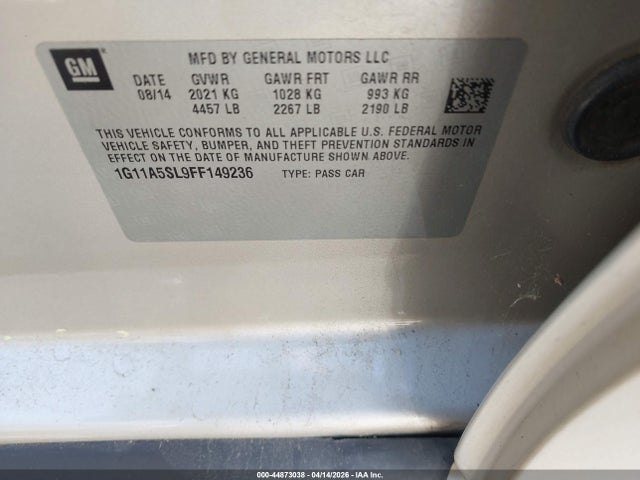 GM
MFD BY GENERAL MOTORS LLC
DATE GVWR GAWR FRT GAWR RR
08/14 2021 KG 1028 KG 993 KG
4457 LB 2267 LB 2190 LB
THIS VEHICLE CONFORMS TO ALL APPLICABLE U.S. FEDERAL MOTOR
VEHICLE SAFETY, BUMPER, AND THEFT PREVENTION STANDARDS IN
EFFECT ON THE DATE OF MANUFACTURE SHOWN ABOVE.
1G11A5SL9FF149236 TYPE: PASS CAR
000-44873038 - 04/14/2026 - IAA Inc.